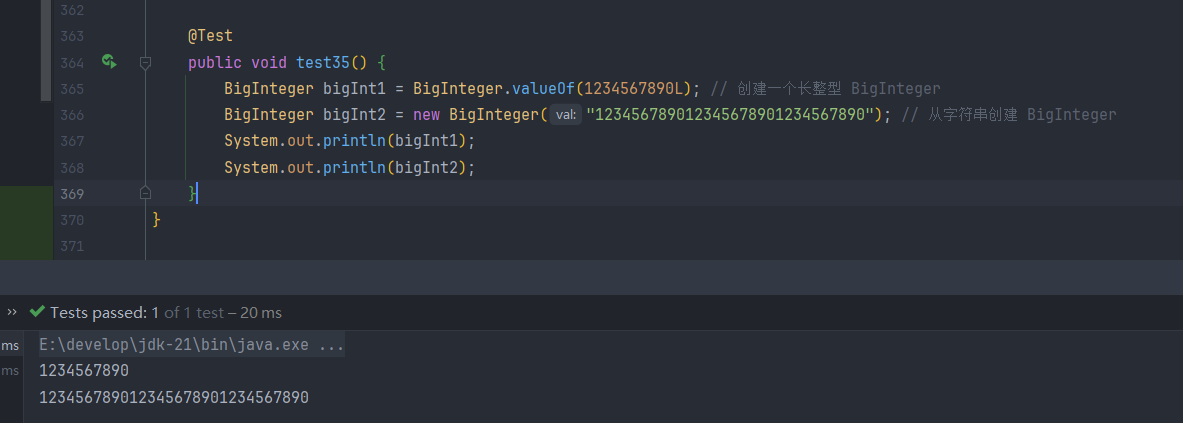 362
363 @Test
364 public void test35() {
365 BigInteger bigInt1 = BigInteger.valueOf(1234567890L); // 创建一个长整型 BigInteger
366 BigInteger bigInt2 = new BigInteger( val: "123456789012345678901234567890"); // 从字符串创建 BigInteger
367 System.out.println(bigInt1);
368 System.out.println(bigInt2);
369 }
370 }
371
>> Tests passed: 1 of 1 test – 20 ms
ms E:\develop\jdk-21\bin\java.exe ...
ms 1234567890
123456789012345678901234567890